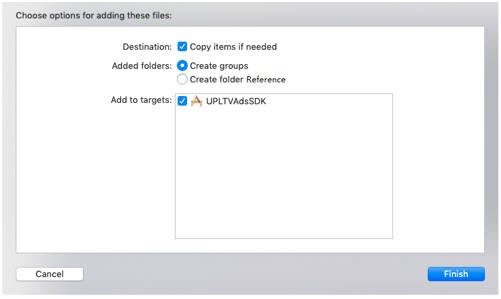 Choose options for adding these files:
Destination: Copy items if needed
Added folders: Create groups
Create folder Reference
Add to targets: UPLTVAdsSDK
Cancel Finish